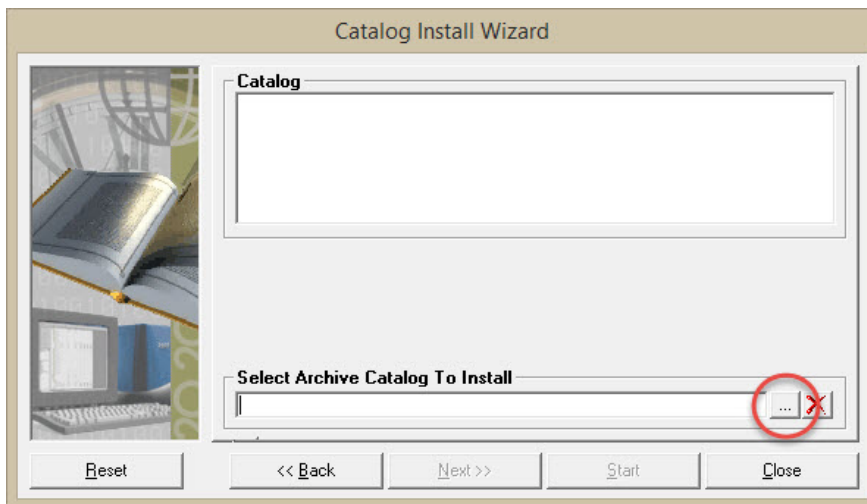 Catalog Install Wizard
Catalog
Select Archive Catalog To Install
...
Reset
<< Back
Next >>
Start
Close